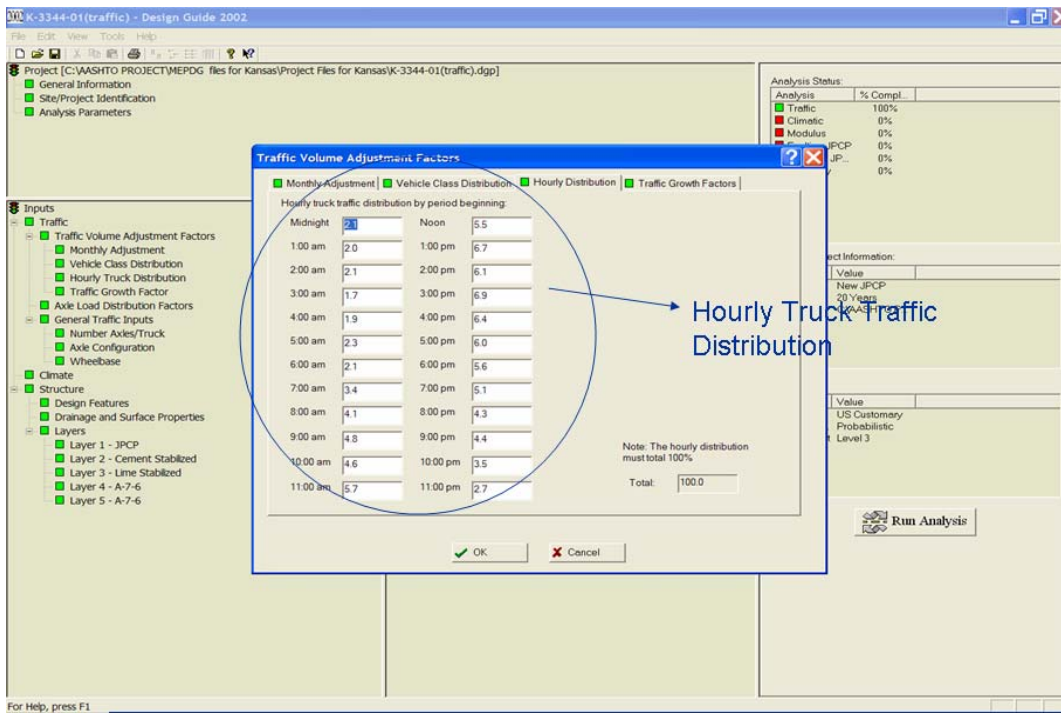 K-3344-01(traffic) - Design Guide 2002
File Edit View Tools Help
Project [C:\AASHTO PROJECT\MEPDG files for Kansas\Project Files for Kansas\K-3344-01(traffic).dgp]
General Information
Site/Project Identification
Analysis Parameters
Inputs
Traffic
Traffic Volume Adjustment Factors
Monthly Adjustment
Vehicle Class Distribution
Hourly Truck Distribution
Traffic Growth Factor
Axle Load Distribution Factors
General Traffic Inputs
Number Axles/Truck
Axle Configuration
Wheelbase
Climate
Structure
Design Features
Drainage and Surface Properties
Layers
Layer 1 - JPCP
Layer 2 - Cement Stabilized
Layer 3 - Lime Stabilized
Layer 4 - A-7-6
Layer 5 - A-7-6
Traffic Volume Adjustment Factors
Monthly Adjustment Vehicle Class Distribution Hourly Distribution Traffic Growth Factors
Hourly truck traffic distribution by period beginning:
Midnight 2.1 Noon 5.5
1:00 am 2.0 1:00 pm 6.7
2:00 am 2.1 2:00 pm 6.1
3:00 am 1.7 3:00 pm 6.9
4:00 am 1.9 4:00 pm 6.4
5:00 am 2.3 5:00 pm 6.0
6:00 am 2.1 6:00 pm 5.6
7:00 am 3.4 7:00 pm 5.1
8:00 am 4.1 8:00 pm 4.3
9:00 am 4.8 9:00 pm 4.4
10:00 am 4.6 10:00 pm 3.5
11:00 am 5.7 11:00 pm 2.7
Note: The hourly distribution
must total 100%
Total: 100.0
OK Cancel
Hourly Truck Traffic
Distribution
Analysis Status:
Analysis % Compl...
Traffic 100%
Climatic 0%
Modulus 0%
JPCP 0%
JP... 0%
0%
Information:
Value
New JPCP
20 Years
Value
US Customary
Probabilistic
Level 3
Run Analysis
For Help, press F1